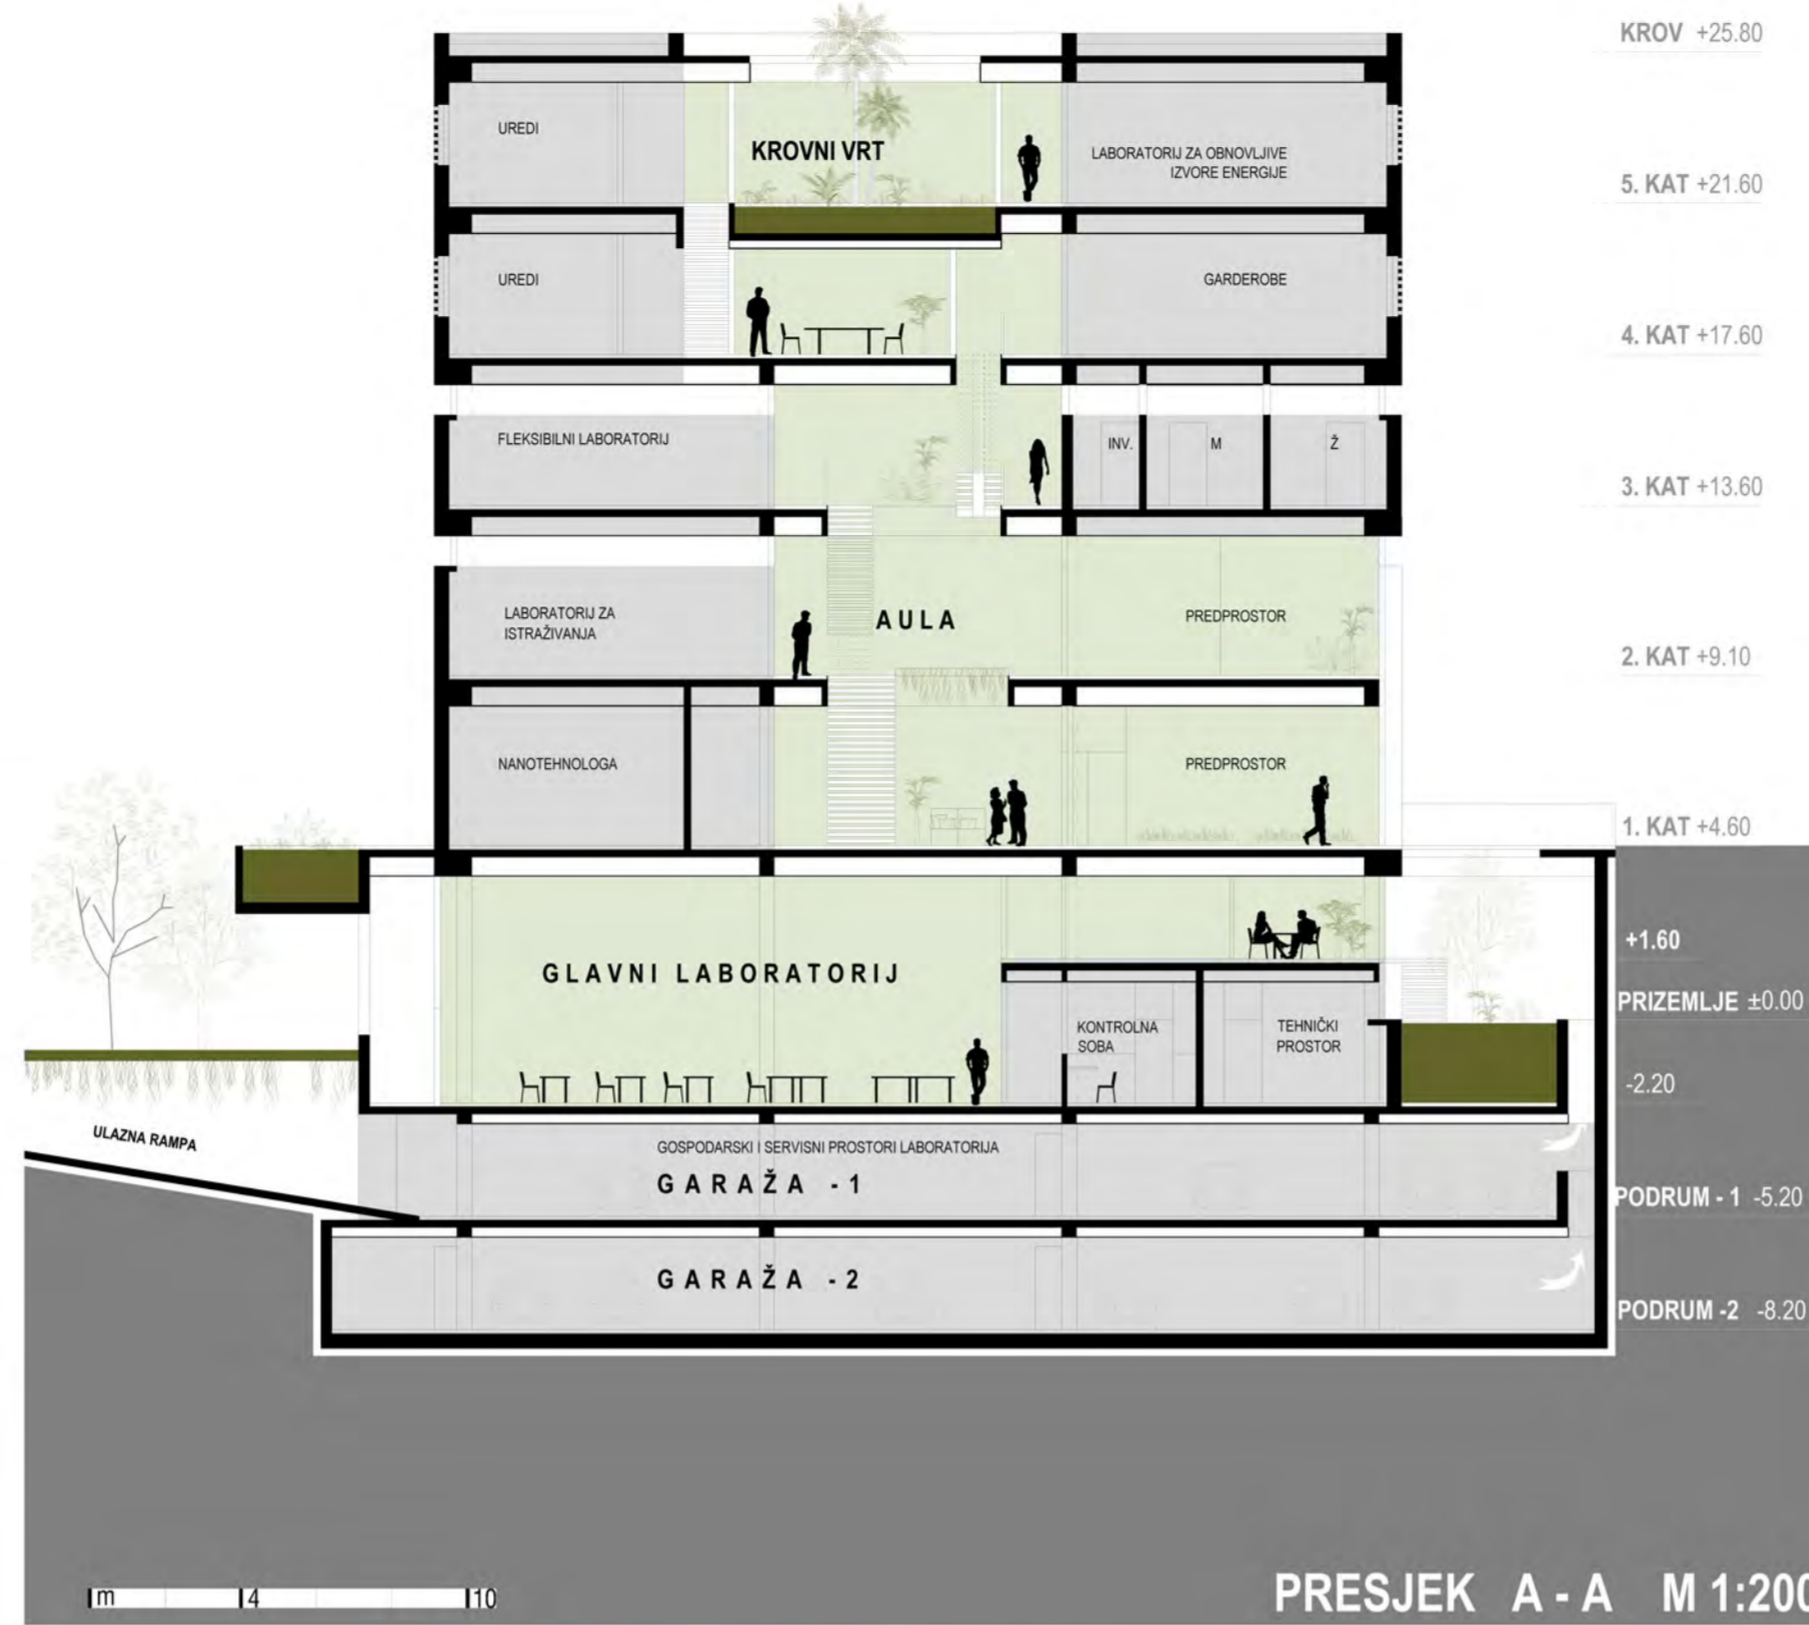 KROV +25.80
UREDI
KROVNI VRT
LABORATORIJ ZA OBNOVLJIVE
IZVORE ENERGIJE
5. KAT +21.60
UREDI
GARDEROBE
4. KAT +17.60
FLEKSIBILNI LABORATORIJ
INV.
M
Ž
3. KAT +13.60
LABORATORIJ ZA
ISTRAŽIVANJA
AULA
PREDPROSTOR
2. KAT +9.10
NANOTEHNOLOGA
PREDPROSTOR
1. KAT +4.60
+1.60
GLAVNI LABORATORIJ
PRIZEMLJE ±0.00
KONTROLNA
SOBA
TEHNIČKI
PROSTOR
-2.20
ULAZNA RAMPA
GOSPODARSKI I SERVISNI PROSTORI LABORATORIJA
GARAŽA -1
PODRUM - 1 -5.20
GARAŽA -2
PODRUM -2 -8.20
m 4 10
PRESJEK A - A M 1:200